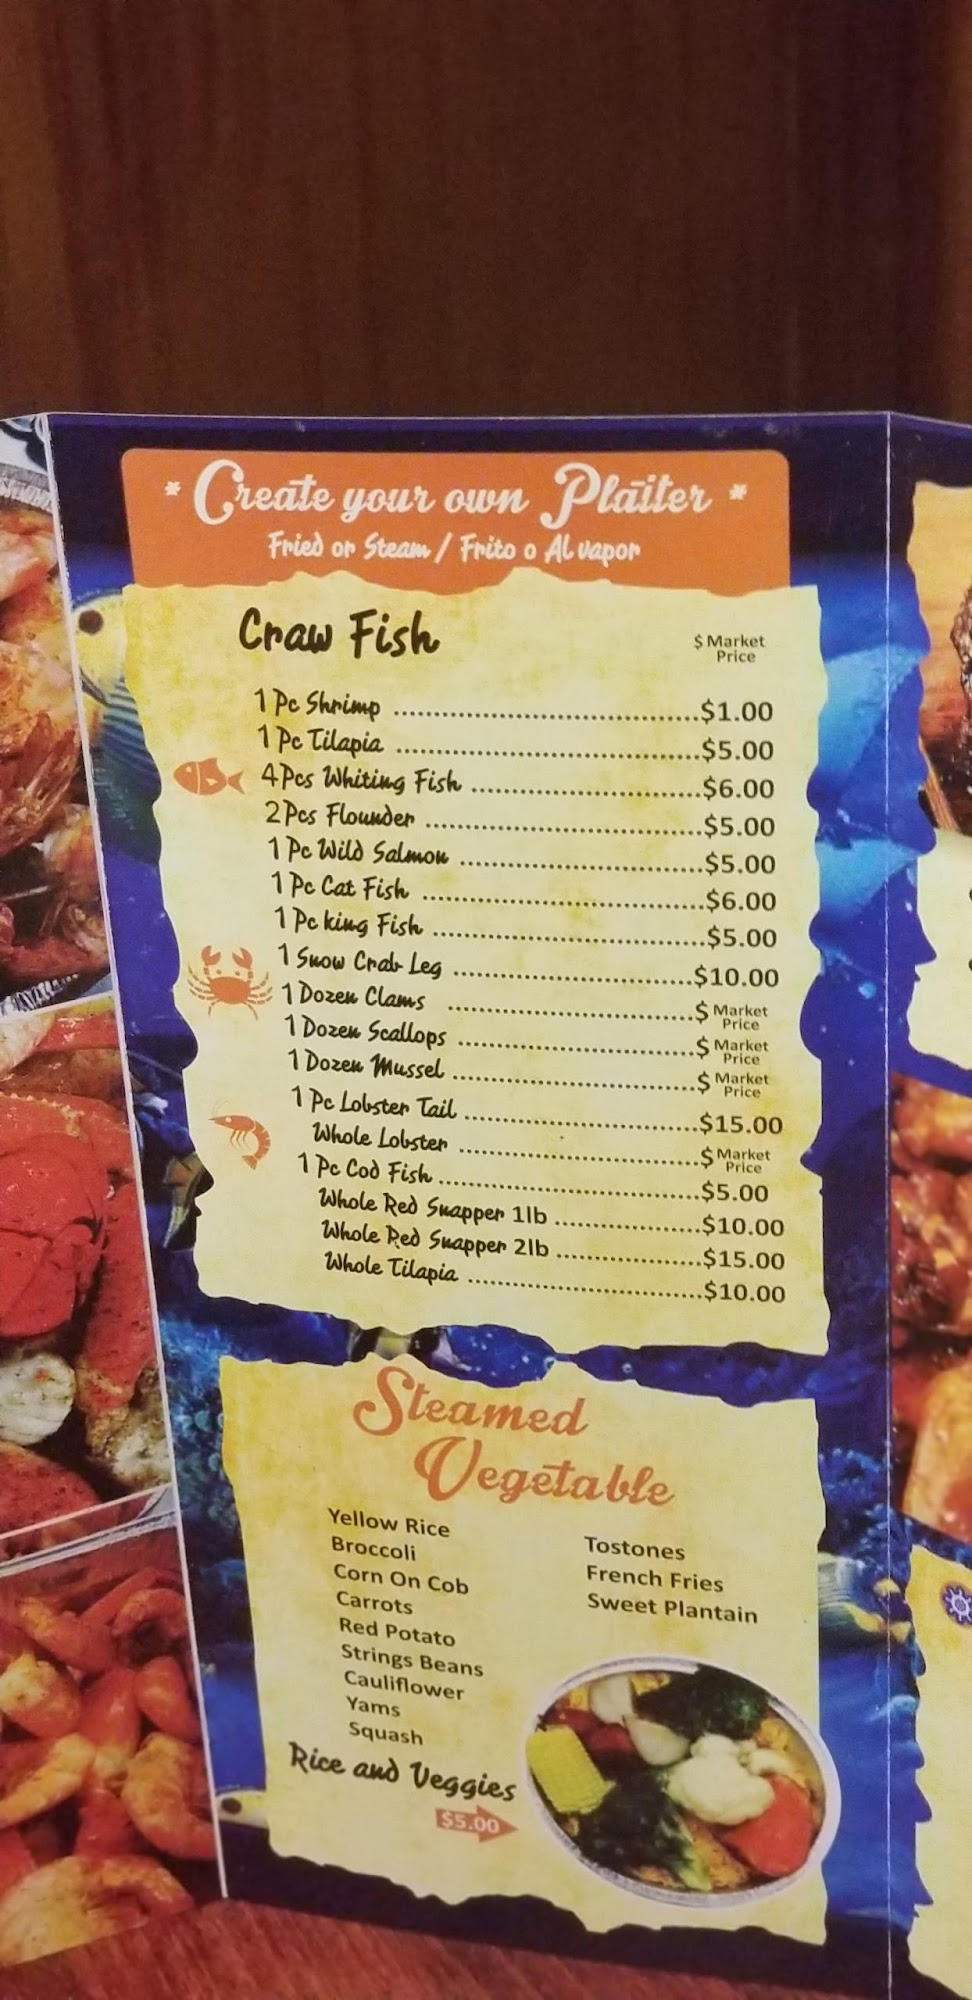 * Create your own Platter *
Fried or Steam / Frito o Al vapor
Craw Fish $ Market Price
1 Pc Shrimp $1.00
1 Pc Tilapia $5.00
4Pcs Whiting Fish $6.00
2Pcs Flounder $5.00
1 Pc Wild Salmon $5.00
1 Pc Cat Fish $6.00
1 Pc king Fish $5.00
1 Snow Crab Leg $10.00
1 Dozen Clams $ Market Price
1 Dozen Scallops $ Market Price
1 Dozen Mussel $ Market Price
1 Pc Lobster Tail $15.00
Whole Lobster $ Market Price
1 Pc Cod Fish $5.00
Whole Red Snapper 1lb $10.00
Whole Red Snapper 2lb $15.00
Whole Tilapia $10.00
Steamed
Vegetable
Yellow Rice
Broccoli
Corn On Cob
Carrots
Red Potato
Strings Beans
Cauliflower
Yams
Squash
Tostones
French Fries
Sweet Plantain
Rice and Veggies
$5.00